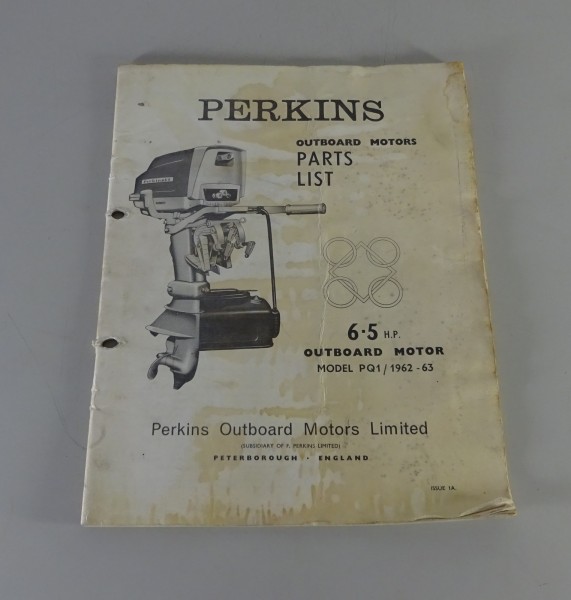 PERKINS
OUTBOARD MOTORS
PARTS
LIST
6·5 H.P.
OUTBOARD MOTOR
MODEL PQ1/1962-63
Perkins Outboard Motors Limited
(SUBSIDIARY OF F. PERKINS LIMITED)
PETERBOROUGH · ENGLAND
ISSUE 1A.